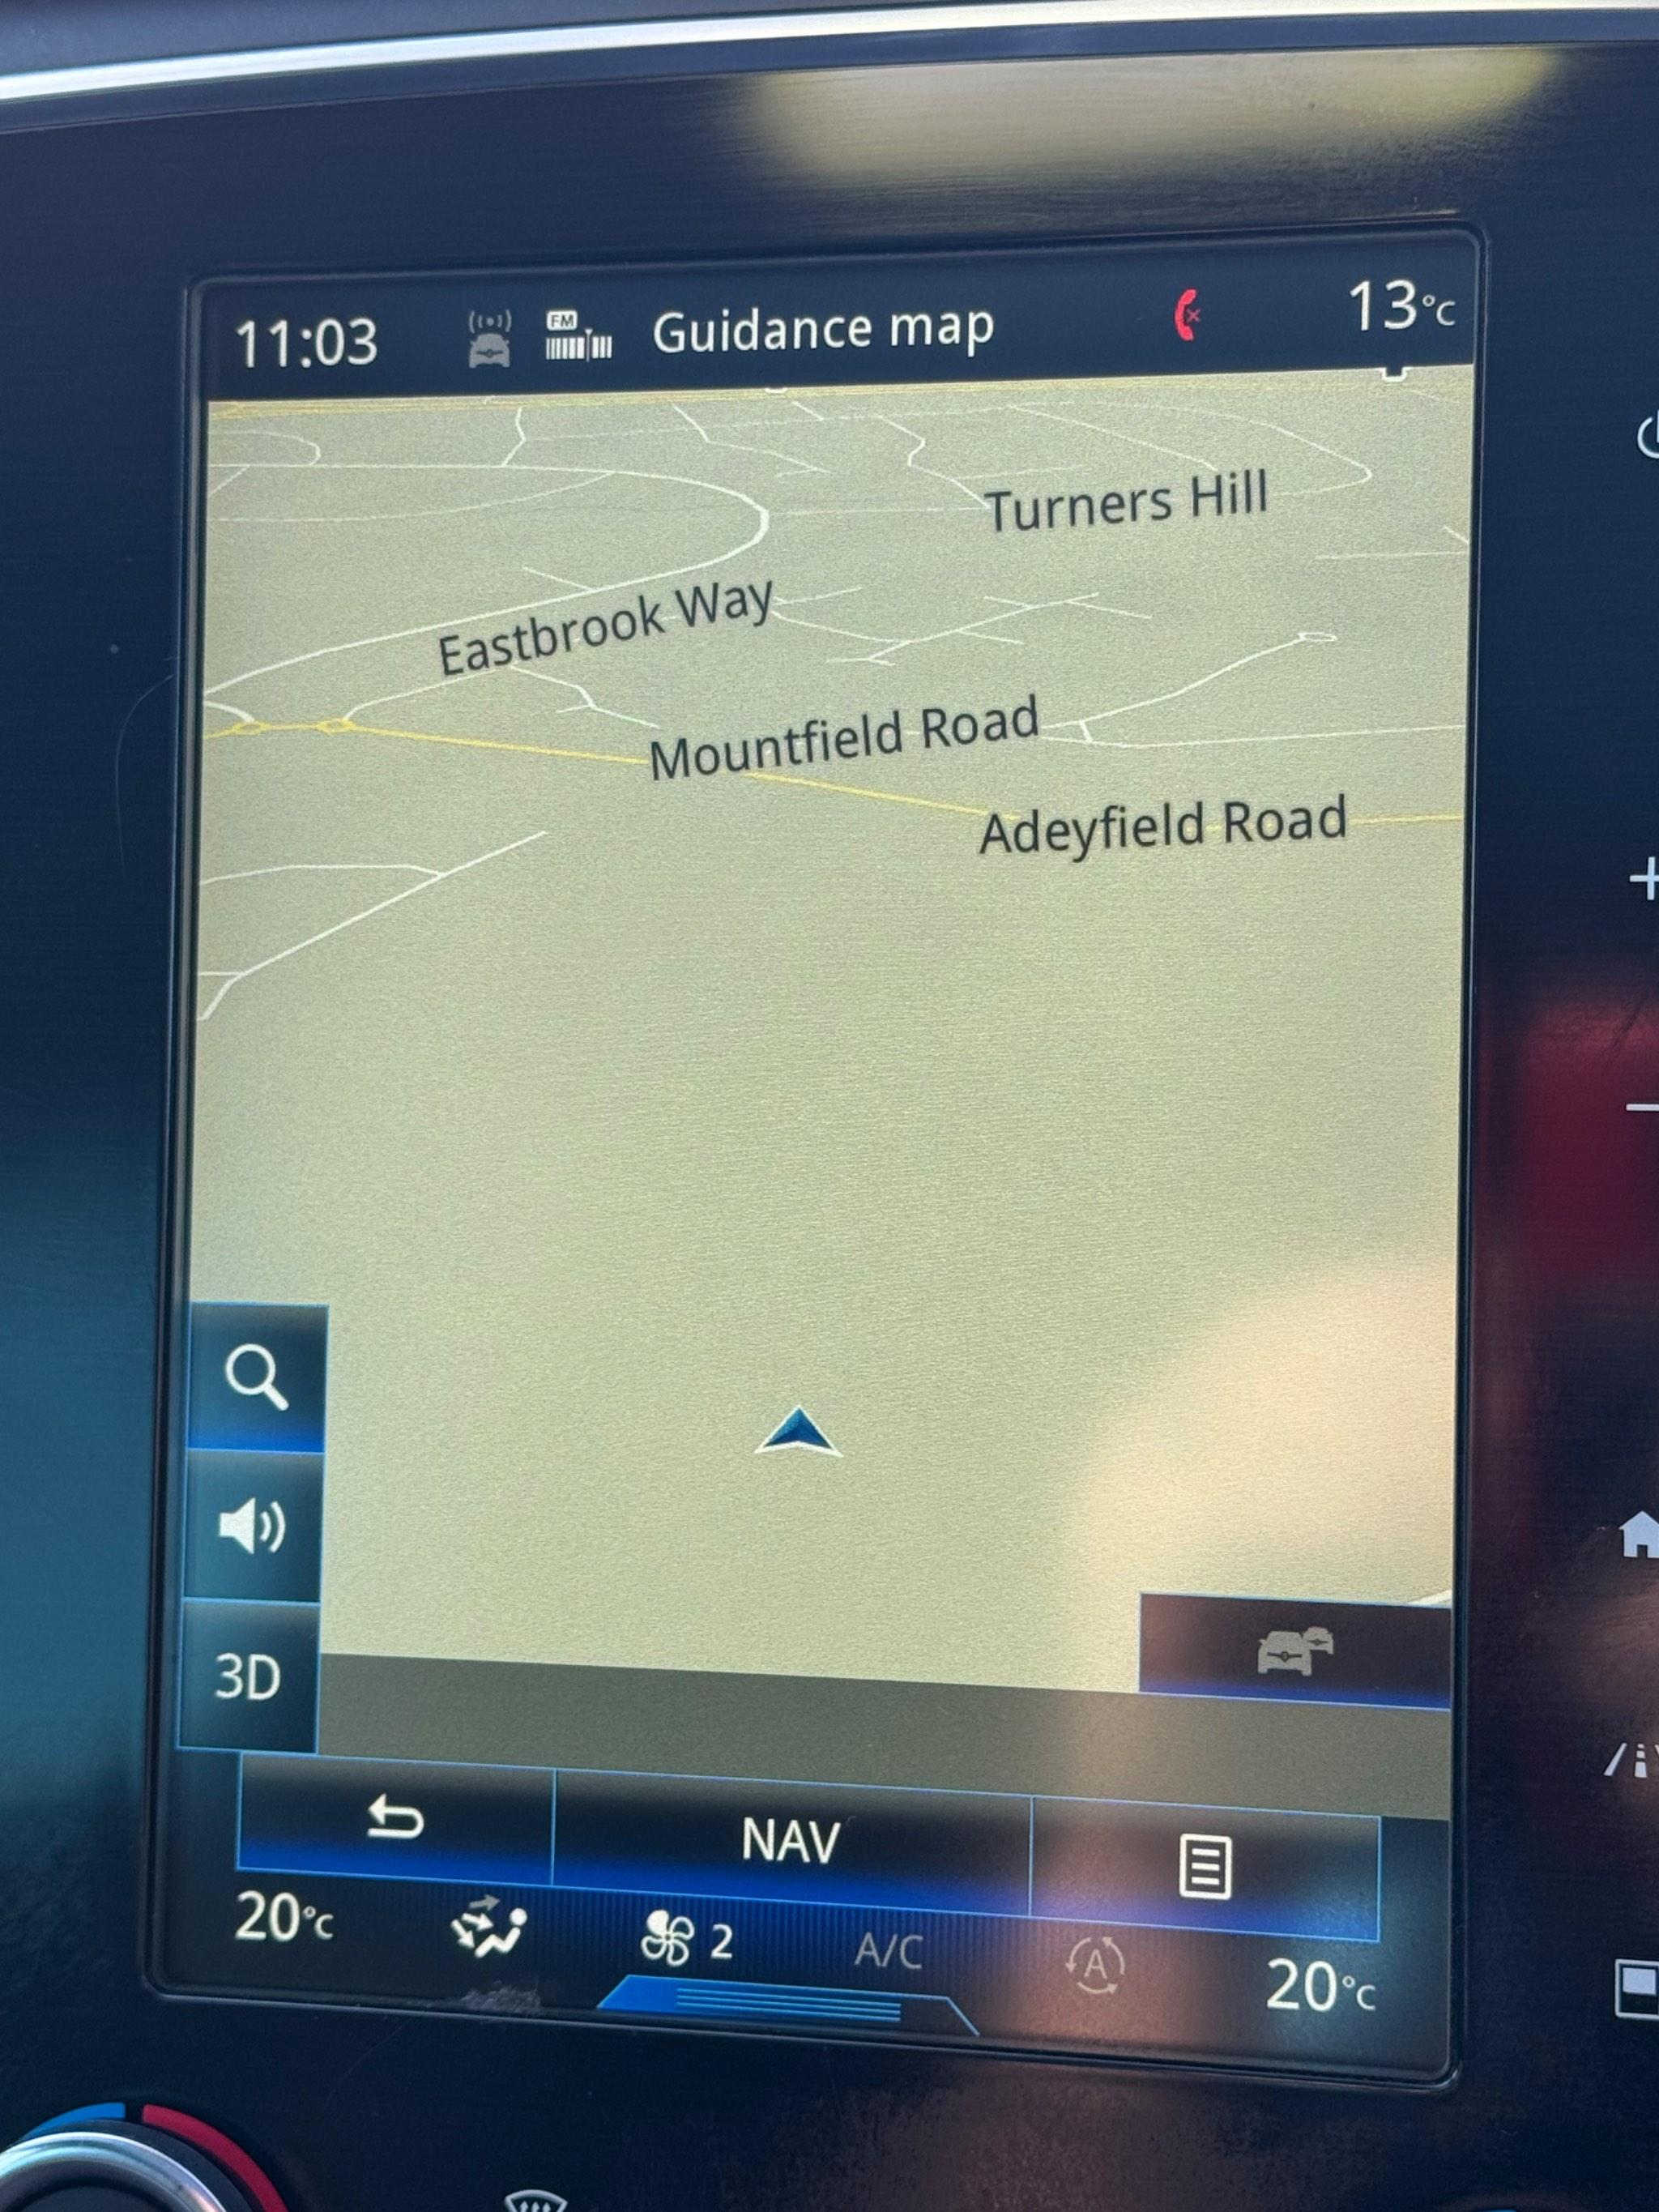 11:03 FM Guidance map 13°C
Turners Hill
Eastbrook Way
Mountfield Road
Adeyfield Road
3D
NAV
20°C 2 A/C A 20°C